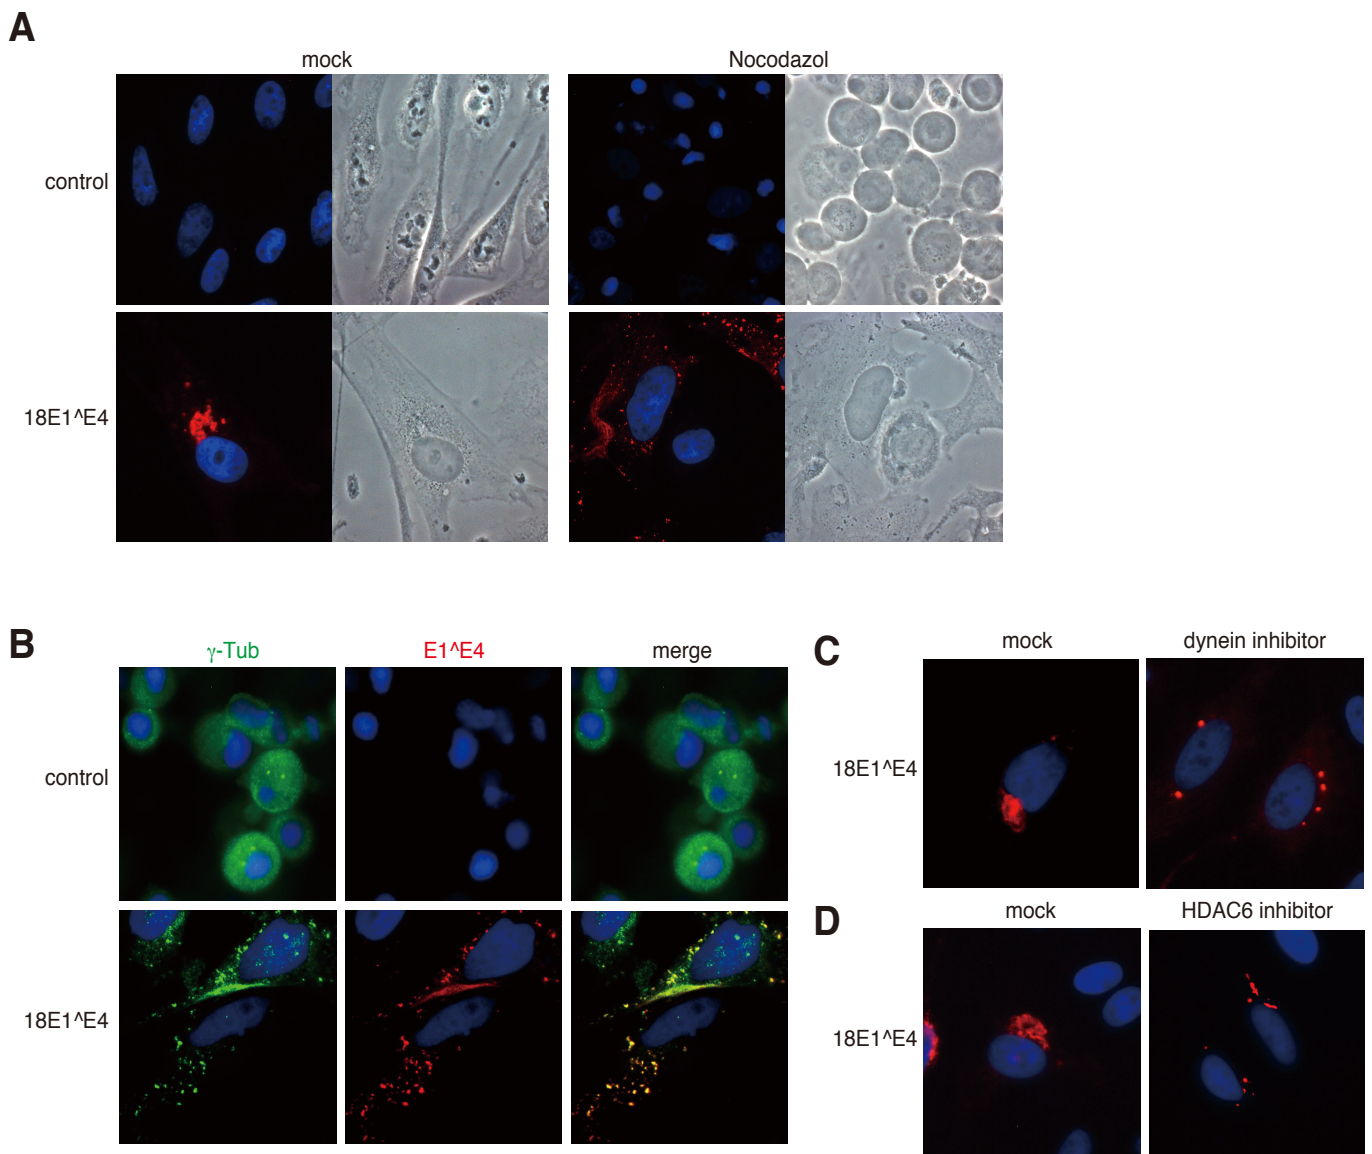 A
mock
Nocodazol
control
18E1^E4
B
γ-Tub
E1^E4
merge
control
18E1^E4
C
mock
dynein inhibitor
18E1^E4
D
mock
HDAC6 inhibitor
18E1^E4